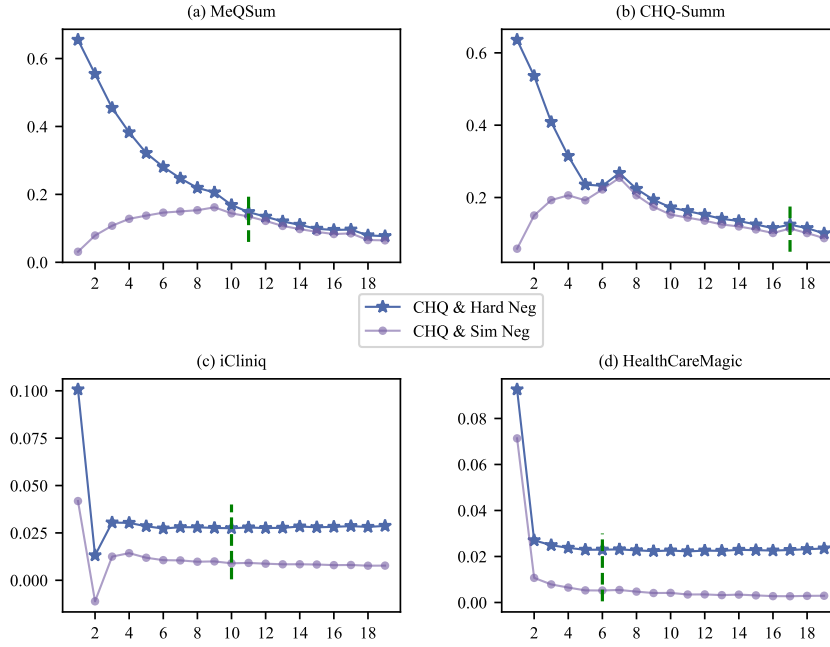 (a) MeQSum
0.6
0.4
0.2
0.0
2 4 6 8 10 12 14 16 18
(b) CHQ-Summ
0.6
0.4
0.2
2 4 6 8 10 12 14 16 18
CHQ & Hard Neg
CHQ & Sim Neg
(c) iCliniq
0.100
0.075
0.050
0.025
0.000
2 4 6 8 10 12 14 16 18
(d) HealthCareMagic
0.08
0.06
0.04
0.02
0.00
2 4 6 8 10 12 14 16 18